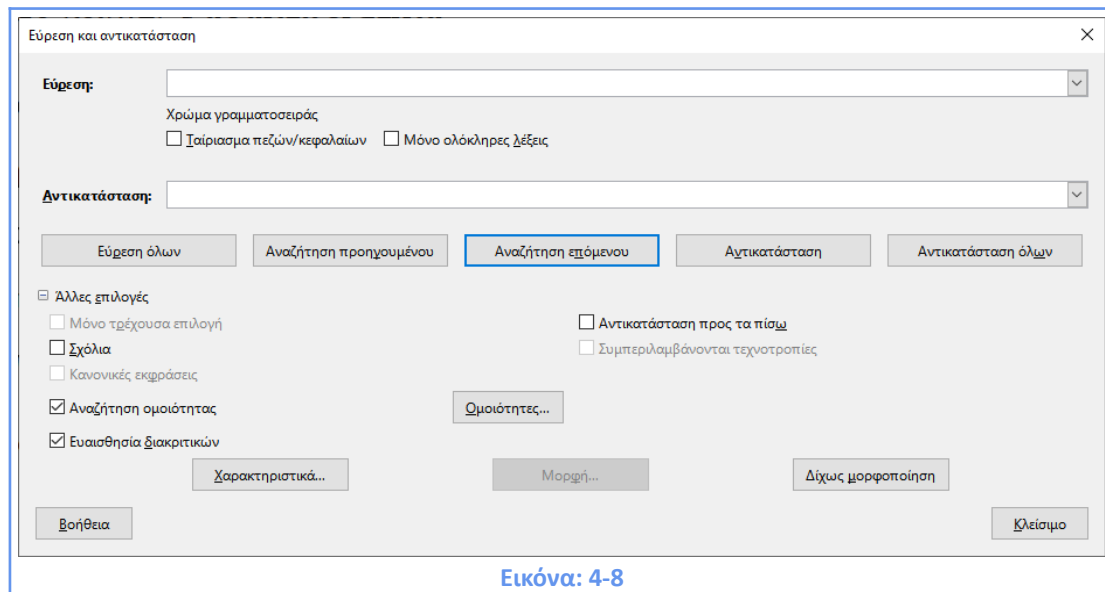 Εύρεση και αντικατάσταση
Εύρεση:
Χρώμα γραμματοσειράς
Ταίριασμα πεζών/κεφαλαίων Μόνο ολόκληρες λέξεις
Αντικατάσταση:
Εύρεση όλων Αναζήτηση προηγουμένου Αναζήτηση επόμενου Αντικατάσταση Αντικατάσταση όλων
Άλλες επιλογές
Μόνο τρέχουσα επιλογή Αντικατάσταση προς τα πίσω
Σχόλια Συμπεριλαμβάνονται τεχνοτροπίες
Κανονικές εκφράσεις
Αναζήτηση ομοιότητας Ομοιότητες...
Ευαισθησία διακριτικών
Χαρακτηριστικά... Μορφή... Δίχως μορφοποίηση
Βοήθεια Κλείσιμο
Εικόνα: 4-8